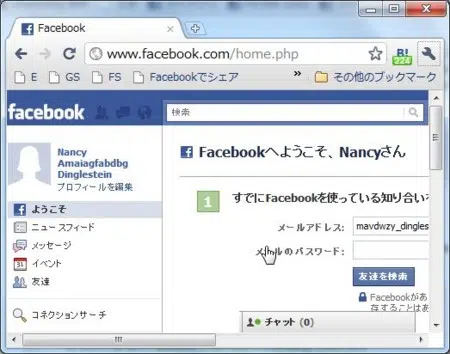 Facebook
www.facebook.com/home.php
B!
224
E
GS
FS
Facebookでシェア
»
その他のブックマーク
facebook
検索
Nancy
Amaiagfabdbg
Dinglestein
プロフィールを編集
Facebookへようこそ、Nancyさん
ようこそ
ニュースフィード
メッセージ
31
イベント
友達
コネクションサーチ
1
すでにFacebookを使っている知り合いを
メールアドレス:
mavdwzy_dingles
メールのパスワード:
友達を検索
Facebookがあ
存することはあ
チャット (0)